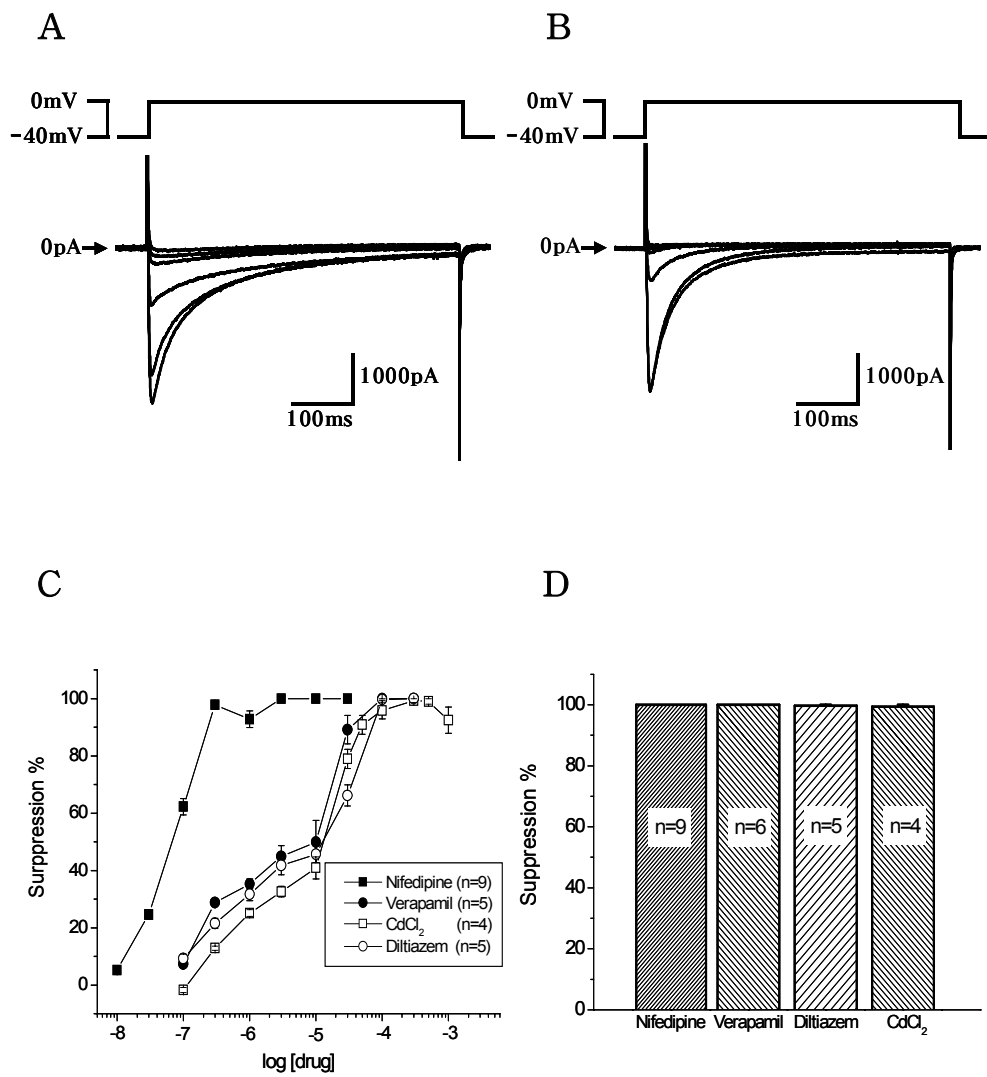 A
B
0mV
-40mV
0mV
-40mV
0pA
0pA
1000pA
1000pA
100ms
100ms
C
D
Surppression %
100
80
60
40
20
0
Nifedipine (n=9)
Verapamil (n=5)
CdCl2 (n=4)
Diltiazem (n=5)
-8 -7 -6 -5 -4 -3
log [drug]
Suppression %
100
80
60
40
20
0
n=9 n=6 n=5 n=4
Nifedipine Verapamil Diltiazem CdCl2